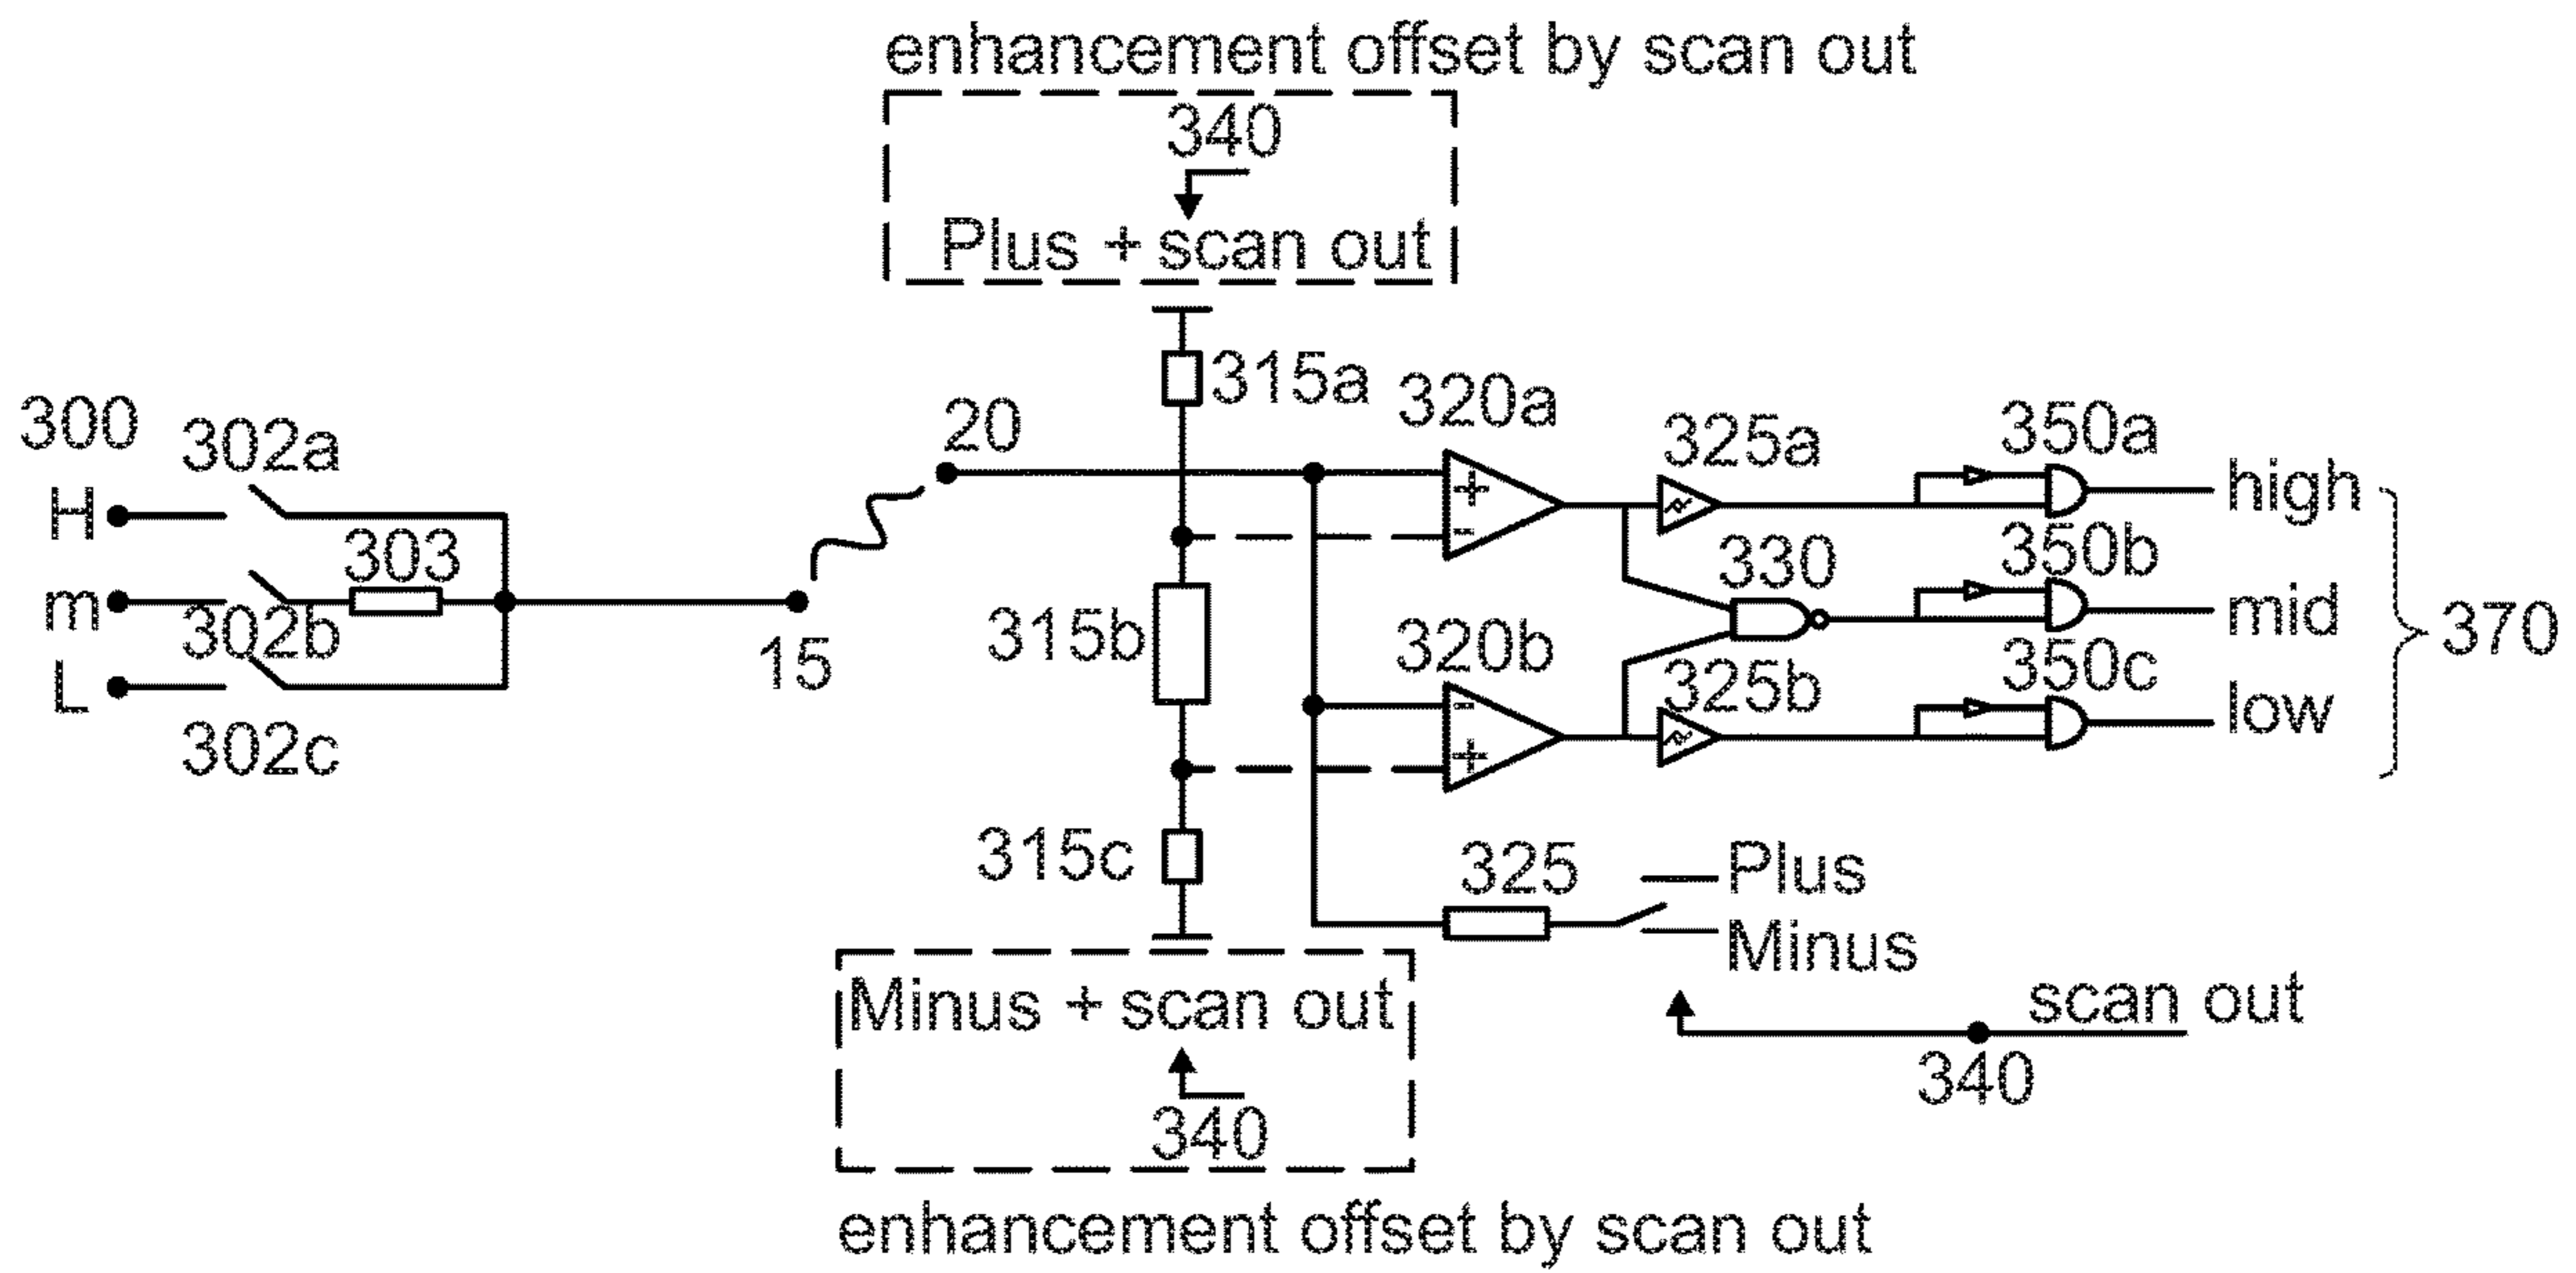 enhancement offset by scan out
340
Plus + scan out
300
302a
H
303
m
302b
L
302c
15
20
315a
315b
315c
320a
+
-
325a
350a
high
330
350b
mid
370
320b
-
+
325b
350c
low
325
Plus
Minus
scan out
340
Minus + scan out
340
enhancement offset by scan out